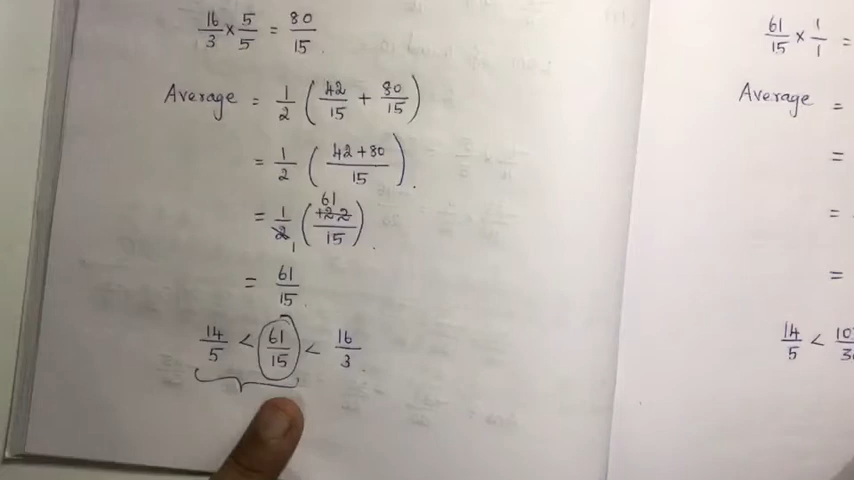 16/3 × 5/5 = 80/15.
Average = 1/2 (42/15 + 80/15)
= 1/2 (42+80/15).
= 1/2 1 (61 122/15).
= 61/15.
14/5 < 61/15 < 16/3.
61/15 × 1/1 =
Average =
=
=
=
14/5 <